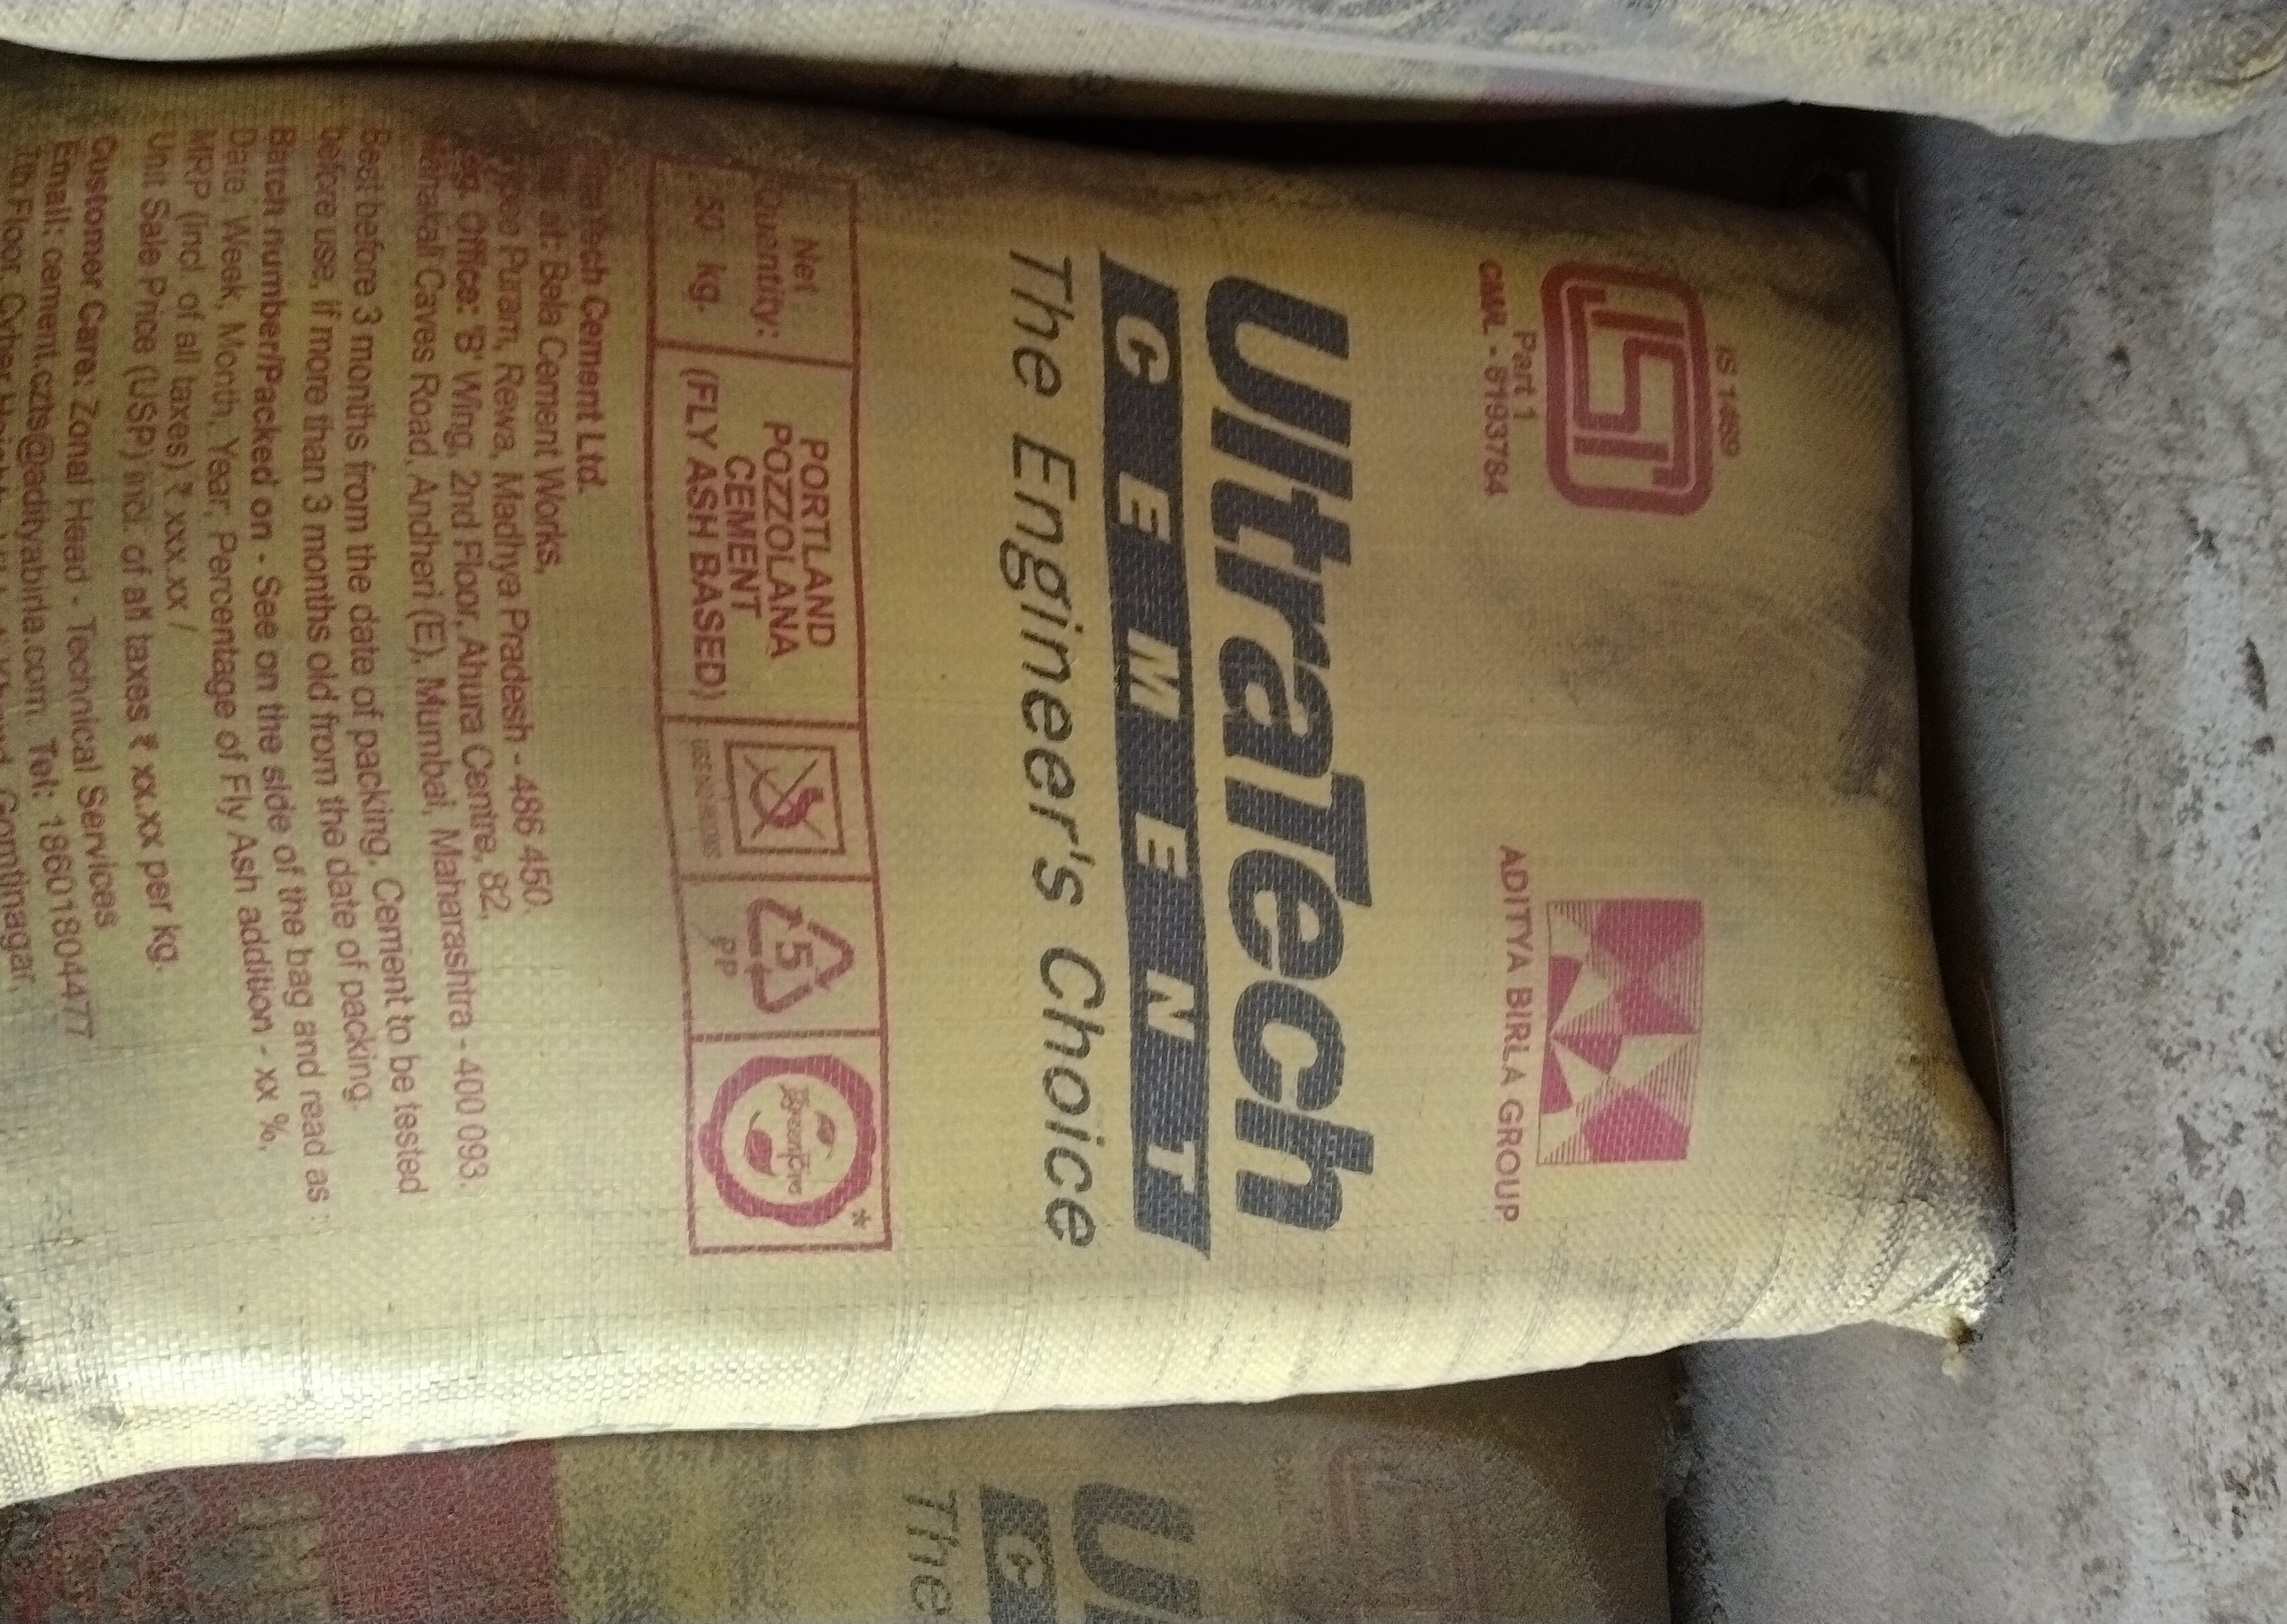 IS 1489
Part 1
CM/L - 8193784
ADITYA BIRLA GROUP
UltraTech
CEMENT
The Engineer's Choice
Net
Quantity:
50 kg.
PORTLAND
POZZOLANA
CEMENT
(FLY ASH BASED)
USE NO HOOKS
5
PP
*
Cement Ltd.
at: Bela Cement Works,
Puram, Rewa, Madhya Pradesh - 486 450.
Office: 'B' Wing, 2nd Floor, Ahura Centre, 82,
Mahakali Caves Road, Andheri (E), Mumbai, Maharashtra - 400 093.
Best before 3 months from the date of packing. Cement to be tested
before use, if more than 3 months old from the date of packing.
Batch number/Packed on - See on the side of the bag and read as :
Date, Week, Month, Year, Percentage of Fly Ash addition - xx %,
MRP (incl. of all taxes) ₹ xxx.xx /
Unit Sale Price (USP) incl. of all taxes ₹ xx.xx per kg.
Customer Care: Zonal Head - Technical Services
Email: cement.czts@adityabirla.com. Tel: 18601804477
Floor, Cyber Gomtinagar,
U
C
The